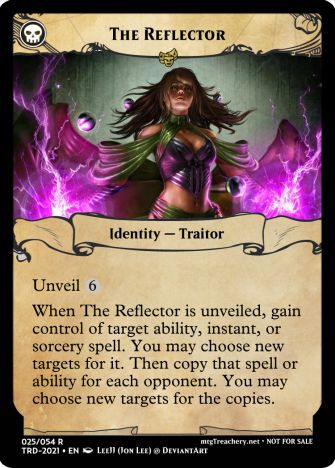 The Reflector
Identity — Traitor
Unveil 6
When The Reflector is unveiled, gain
control of target ability, instant, or
sorcery spell. You may choose new
targets for it. Then copy that spell or
ability for each opponent. You may
choose new targets for the copies.
025/054 R
mtgTreachery.net • NOT FOR SALE
TRD-2021 • EN LeeJJ (Jon Lee) @ DeviantArt